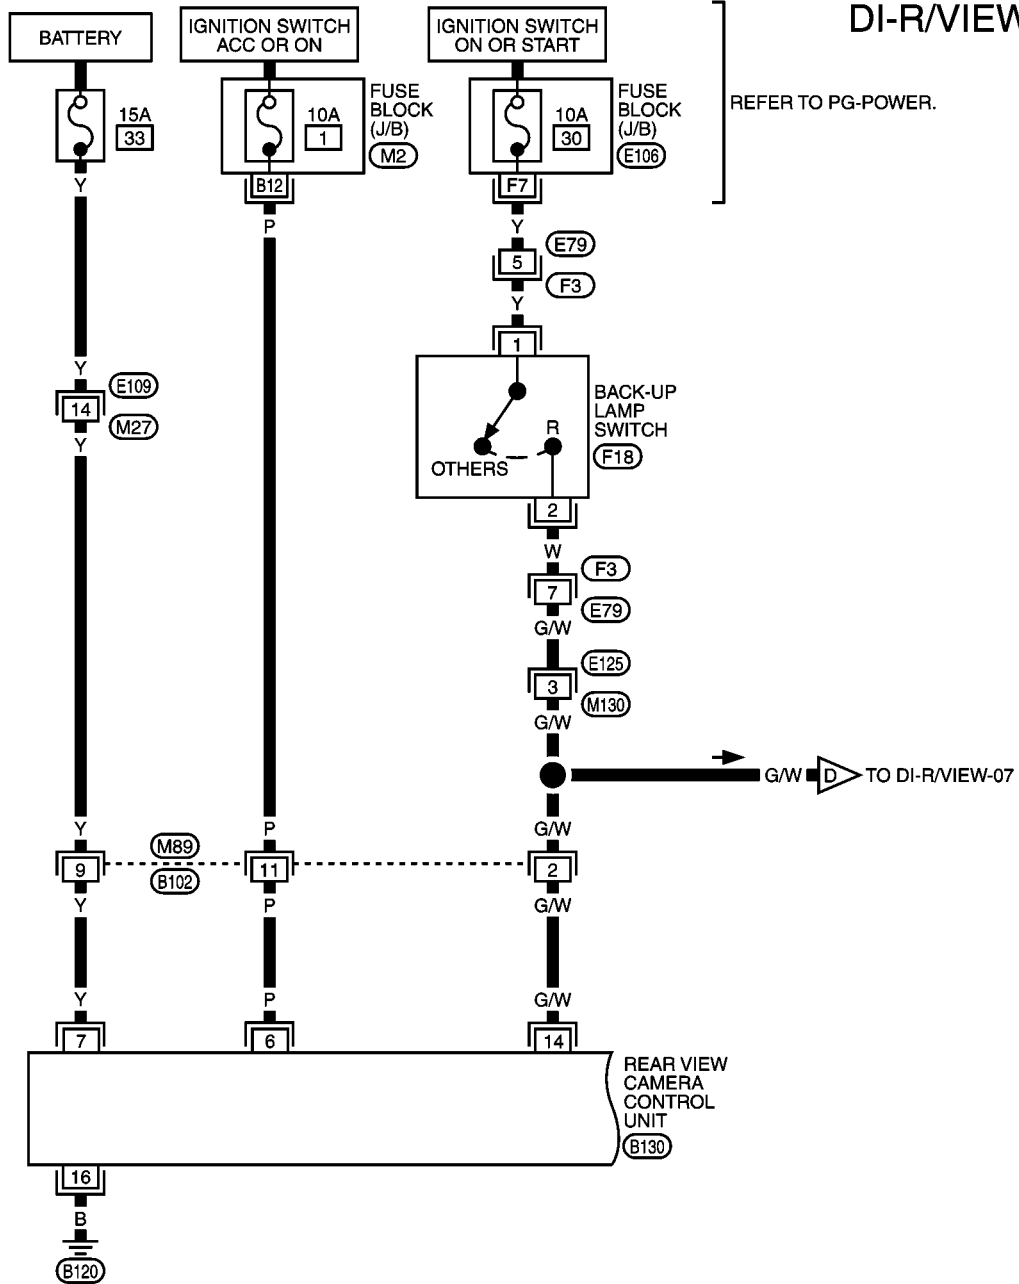 DI-R/VIEW
BATTERY
IGNITION SWITCH
ACC OR ON
IGNITION SWITCH
ON OR START
REFER TO PG-POWER.
15A
33
10A
1
FUSE
BLOCK
(J/B)
M2
10A
30
FUSE
BLOCK
(J/B)
E106
B12
F7
Y
P
Y
E79
5
F3
Y
1
Y
E109
14
M27
Y
BACK-UP
LAMP
SWITCH
F18
R
OTHERS
2
W
F3
7
E79
G/W
E125
3
M130
G/W
G/W
D
TO DI-R/VIEW-07
Y
P
G/W
M89
9
11
2
B102
Y
P
G/W
Y
P
G/W
7
6
14
REAR VIEW
CAMERA
CONTROL
UNIT
B130
16
B
B120